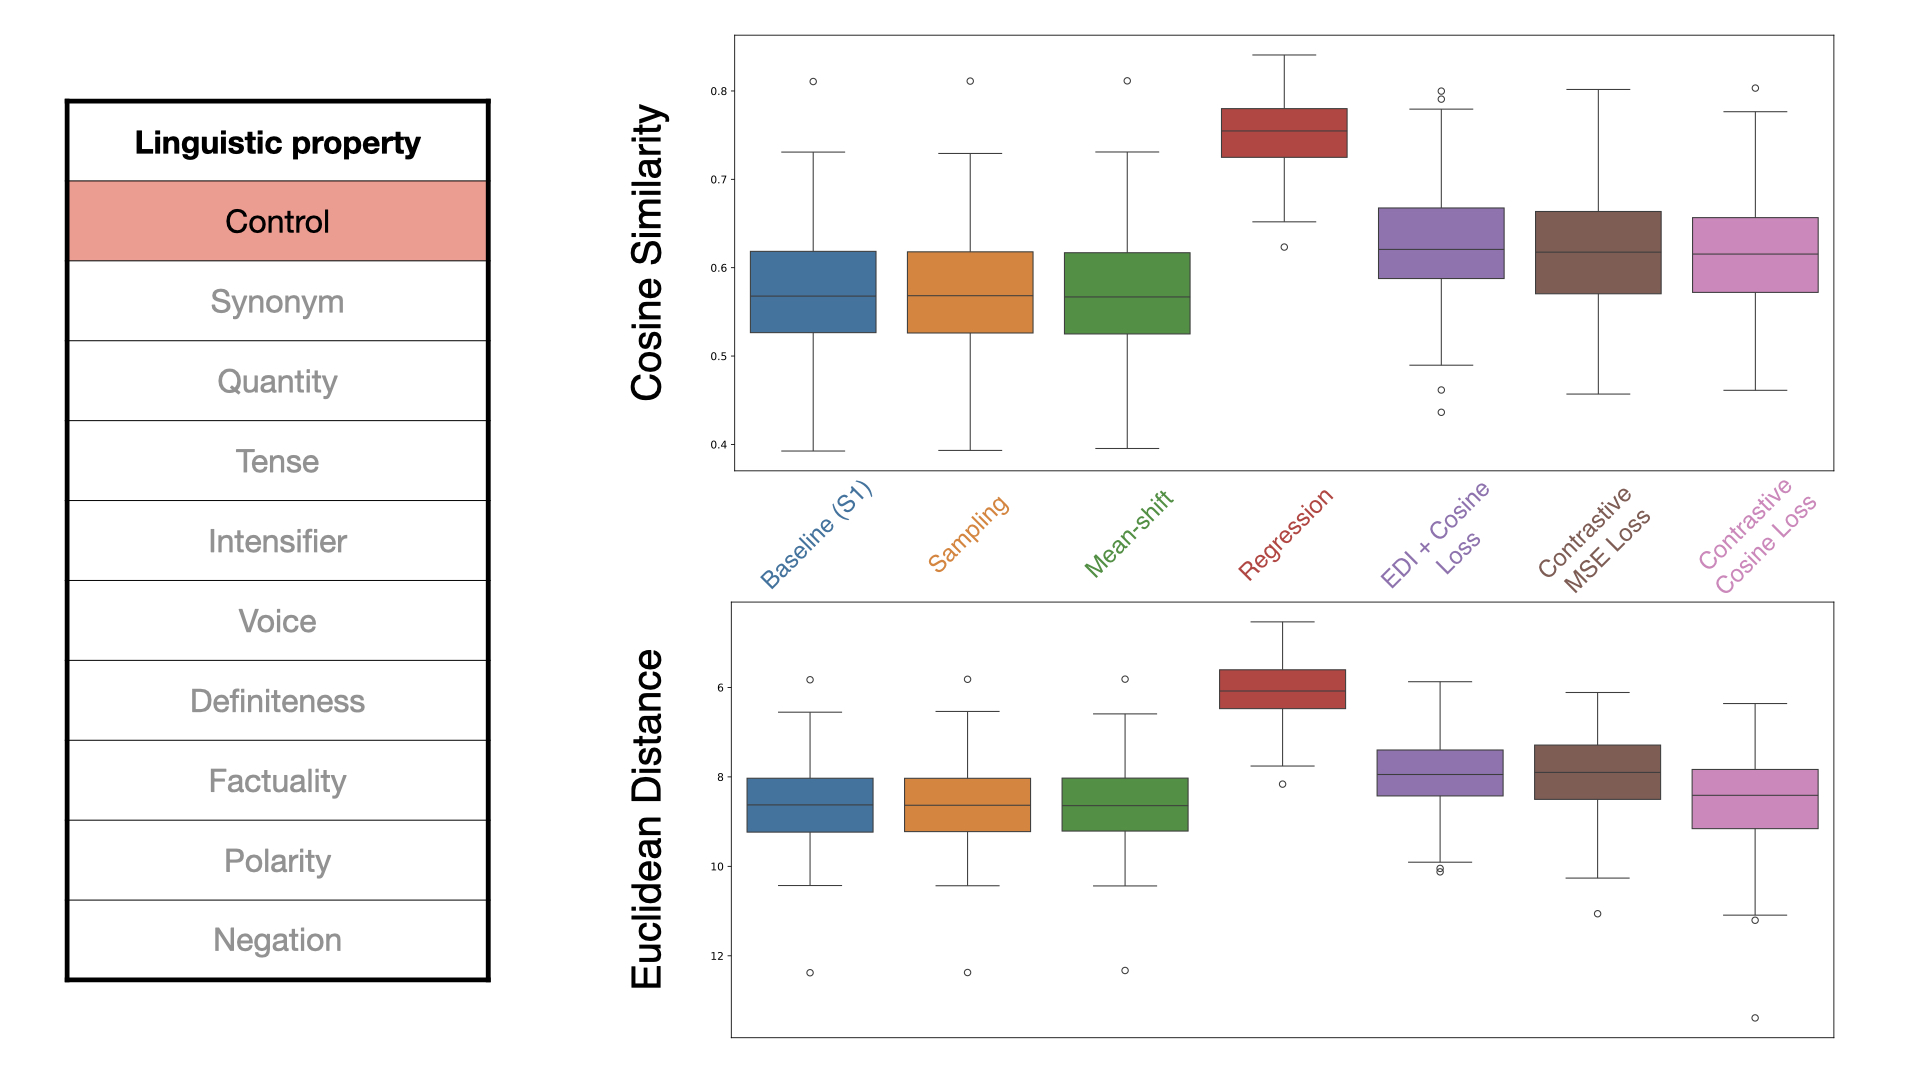 Linguistic property
Control
Synonym
Quantity
Tense
Intensifier
Voice
Definiteness
Factuality
Polarity
Negation
Cosine Similarity
0.8
0.7
0.6
0.5
0.4
Baseline (S1)
Sampling
Mean-shift
Regression
EDI + Cosine
Loss
Contrastive
MSE Loss
Contrastive
Cosine Loss
Euclidean Distance
6
8
10
12